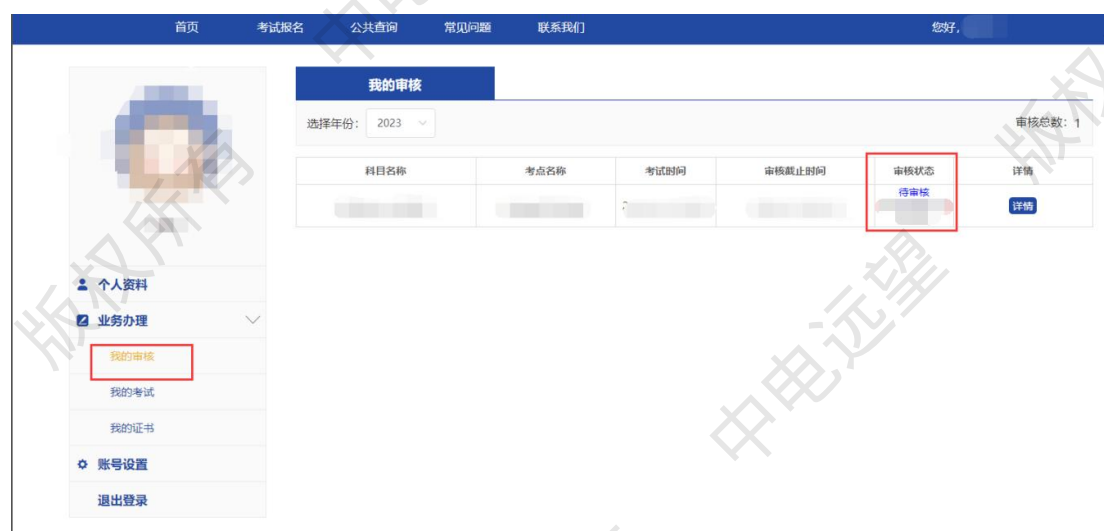 首页 考试报名 公共查询 常见问题 联系我们 您好,
我的审核
选择年份: 2023 审核总数: 1
科目名称 考点名称 考试时间 审核截止时间 审核状态 详情
待审核
详情
个人资料
业务办理
我的审核
我的考试
我的证书
账号设置
退出登录
版权所有
中电远望